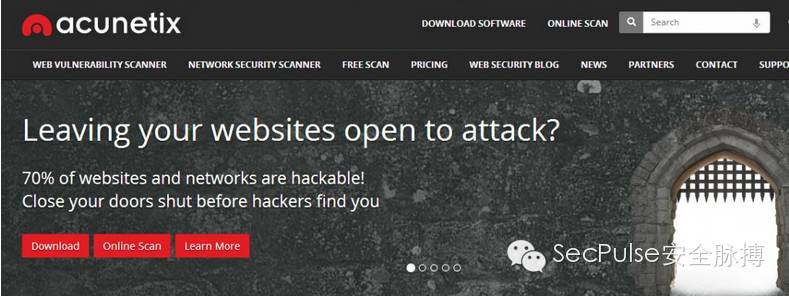 acunetix
DOWNLOAD SOFTWARE ONLINE SCAN Search
WEB VULNERABILITY SCANNER NETWORK SECURITY SCANNER FREE SCAN PRICING WEB SECURITY BLOG NEWS PARTNERS CONTACT SUPPO
Leaving your websites open to attack?
70% of websites and networks are hackable!
Close your doors shut before hackers find you
Download Online Scan Learn More
SecPulse安全脉搏